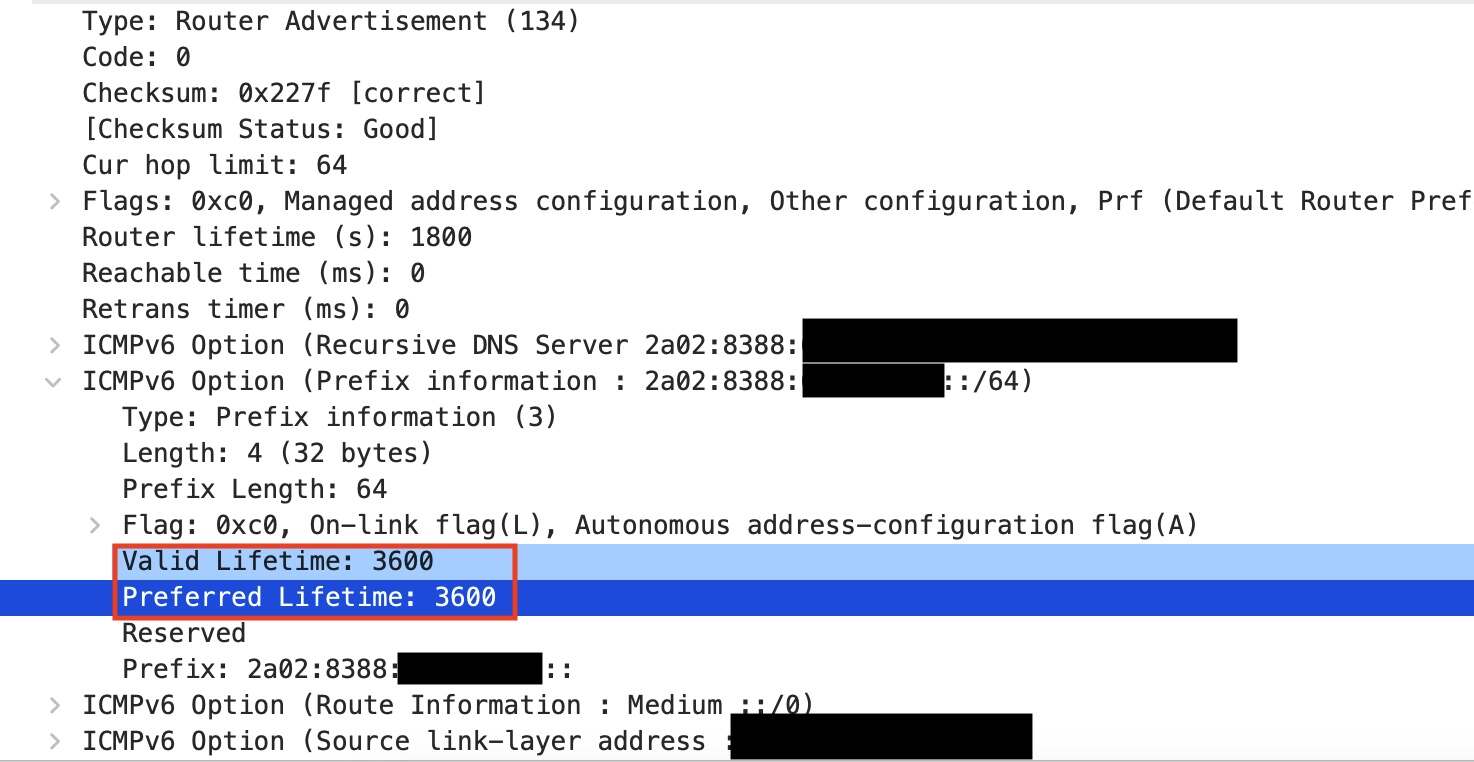 Type: Router Advertisement (134)
Code: 0
Checksum: 0x227f [correct]
[Checksum Status: Good]
Cur hop limit: 64
Flags: 0xc0, Managed address configuration, Other configuration, Prf (Default Router Pref
Router lifetime (s): 1800
Reachable time (ms): 0
Retrans timer (ms): 0
ICMPv6 Option (Recursive DNS Server 2a02:8388:
ICMPv6 Option (Prefix information : 2a02:8388: ::/64)
Type: Prefix information (3)
Length: 4 (32 bytes)
Prefix Length: 64
Flag: 0xc0, On-link flag(L), Autonomous address-configuration flag(A)
Valid Lifetime: 3600
Preferred Lifetime: 3600
Reserved
Prefix: 2a02:8388: ::
ICMPv6 Option (Route Information : Medium ::/0)
ICMPv6 Option (Source link-layer address :